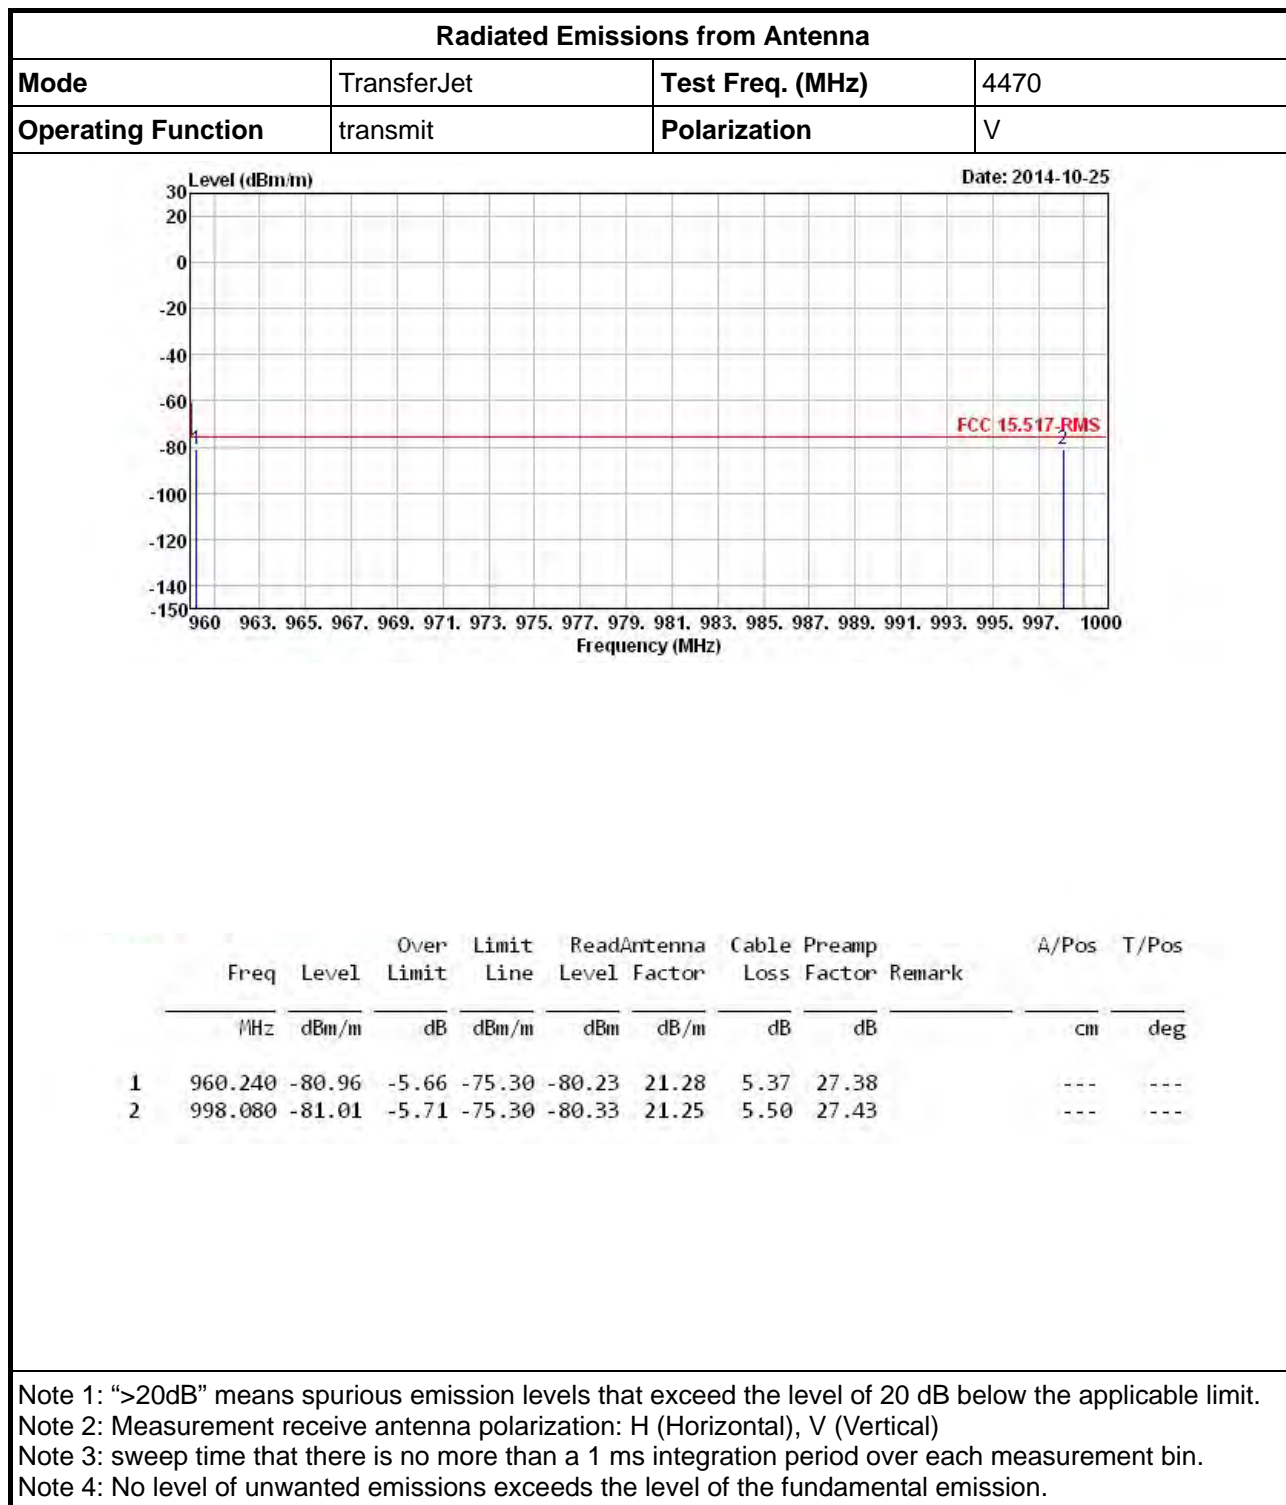 Radiated Emissions from Antenna
Mode TransferJet Test Freq. (MHz) 4470
Operating Function transmit Polarization V
Level (dBm/m) Date: 2014-10-25
30
20
0
-20
-40
-60
FCC 15.517-RMS
1 2
-80
-100
-120
-140
-150
960 963. 965. 967. 969. 971. 973. 975. 977. 979. 981. 983. 985. 987. 989. 991. 993. 995. 997. 1000
Frequency (MHz)
Over Limit ReadAntenna Cable Preamp A/Pos T/Pos
Freq Level Limit Line Level Factor Loss Factor Remark
MHz dBm/m dB dBm/m dBm dB/m dB dB cm deg
1 960.240 -80.96 -5.66 -75.30 -80.23 21.28 5.37 27.38 --- ---
2 998.080 -81.01 -5.71 -75.30 -80.33 21.25 5.50 27.43 --- ---
Note 1: “>20dB” means spurious emission levels that exceed the level of 20 dB below the applicable limit.
Note 2: Measurement receive antenna polarization: H (Horizontal), V (Vertical)
Note 3: sweep time that there is no more than a 1 ms integration period over each measurement bin.
Note 4: No level of unwanted emissions exceeds the level of the fundamental emission.